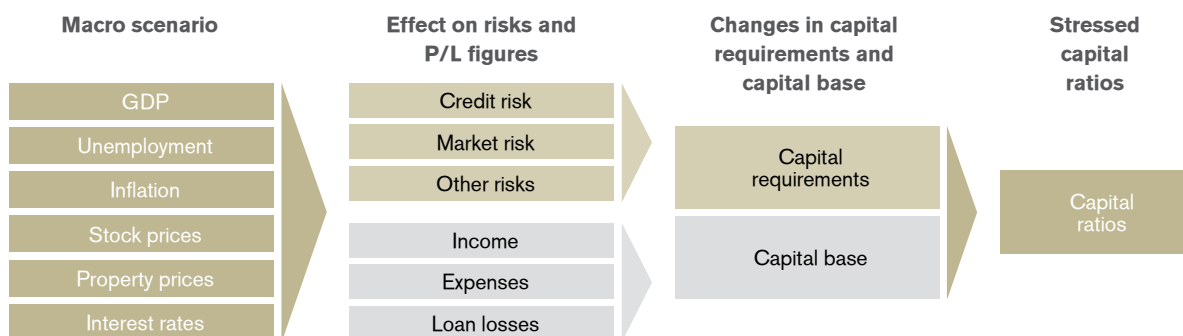 Macro scenario
Effect on risks and
P/L figures
Changes in capital
requirements and
capital base
Stressed
capital
ratios
GDP
Unemployment
Inflation
Stock prices
Property prices
Interest rates
Credit risk
Market risk
Other risks
Income
Expenses
Loan losses
Capital
requirements
Capital base
Capital
ratios